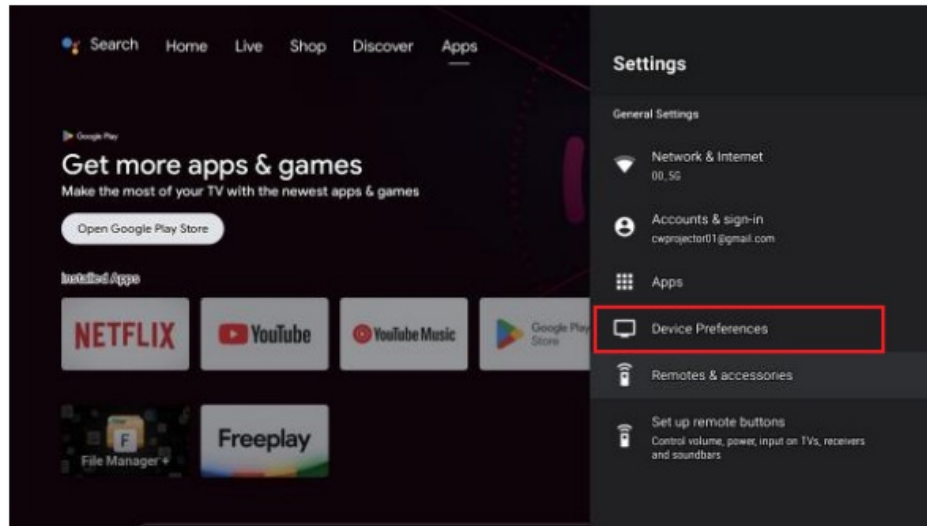 Search Home Live Shop Discover Apps
Google Play
Get more apps & games
Make the most of your TV with the newest apps & games
Open Google Play Store
Installed Apps
NETFLIX
YouTube
YouTube Music
Google Play
Store
F
File Manager +
Freeplay
Settings
General Settings
Network & Internet
00_5G
Accounts & sign-in
cwprojector01@gmail.com
Apps
Device Preferences
Remotes & accessories
Set up remote buttons
Control volume, power, input on TVs, receivers
and soundbars